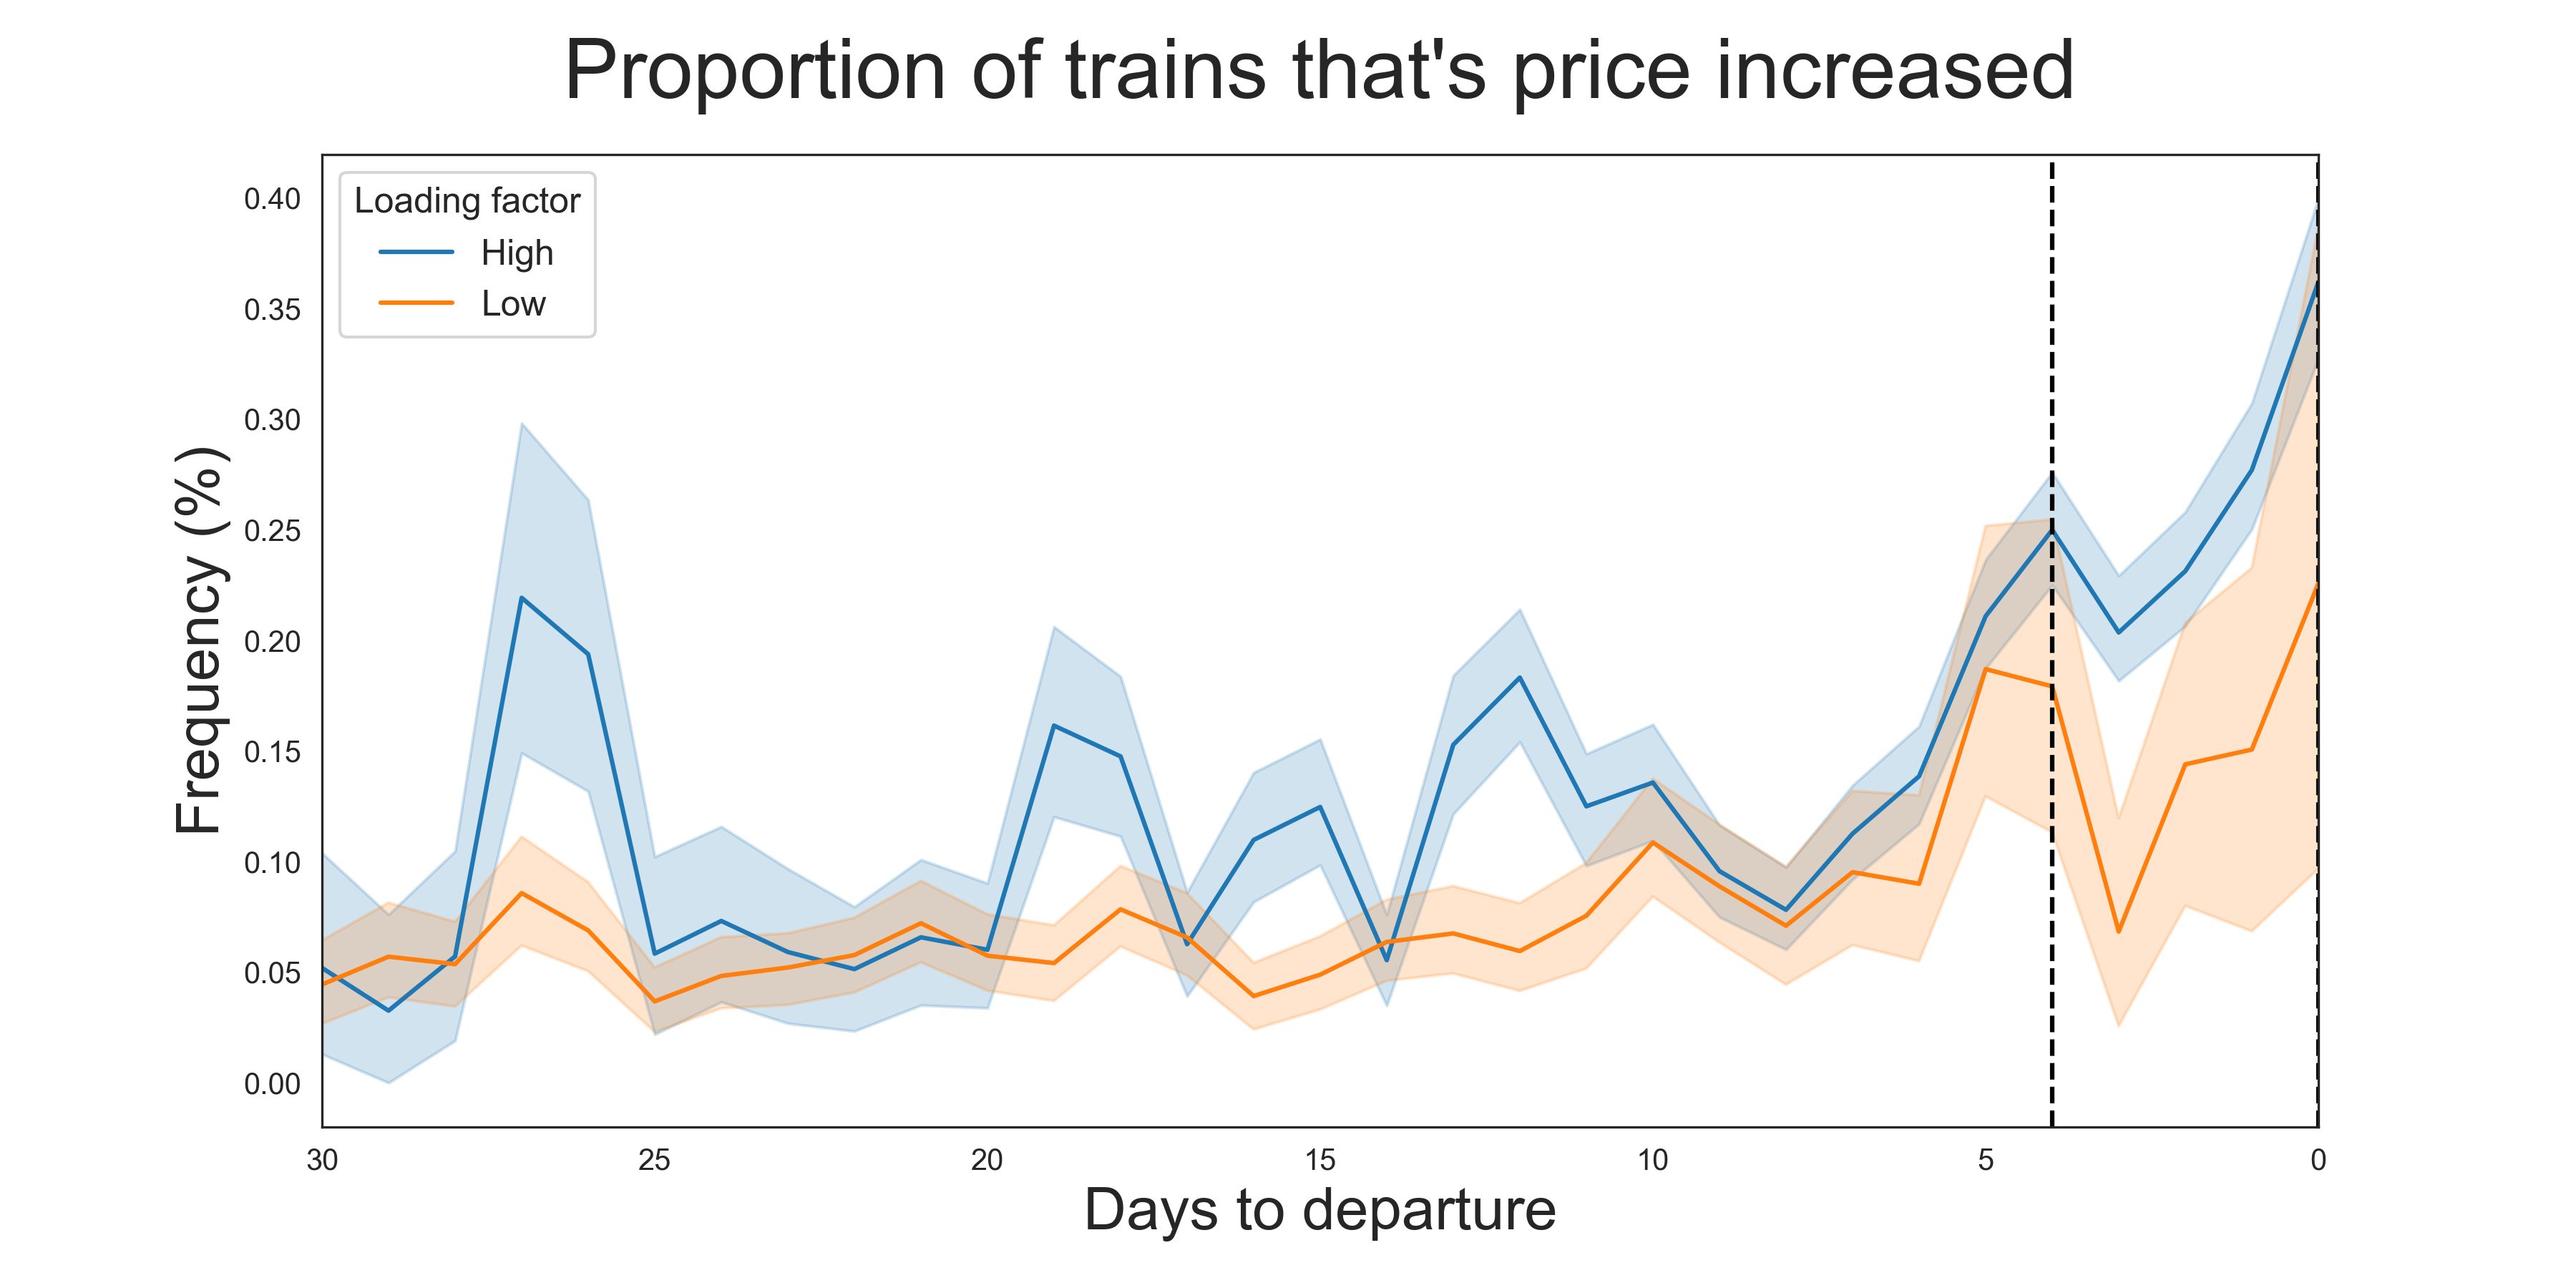 Proportion of trains that's price increased
Loading factor
High
Low
Frequency (%)
0.40
0.35
0.30
0.25
0.20
0.15
0.10
0.05
0.00
30 25 20 15 10 5 0
Days to departure